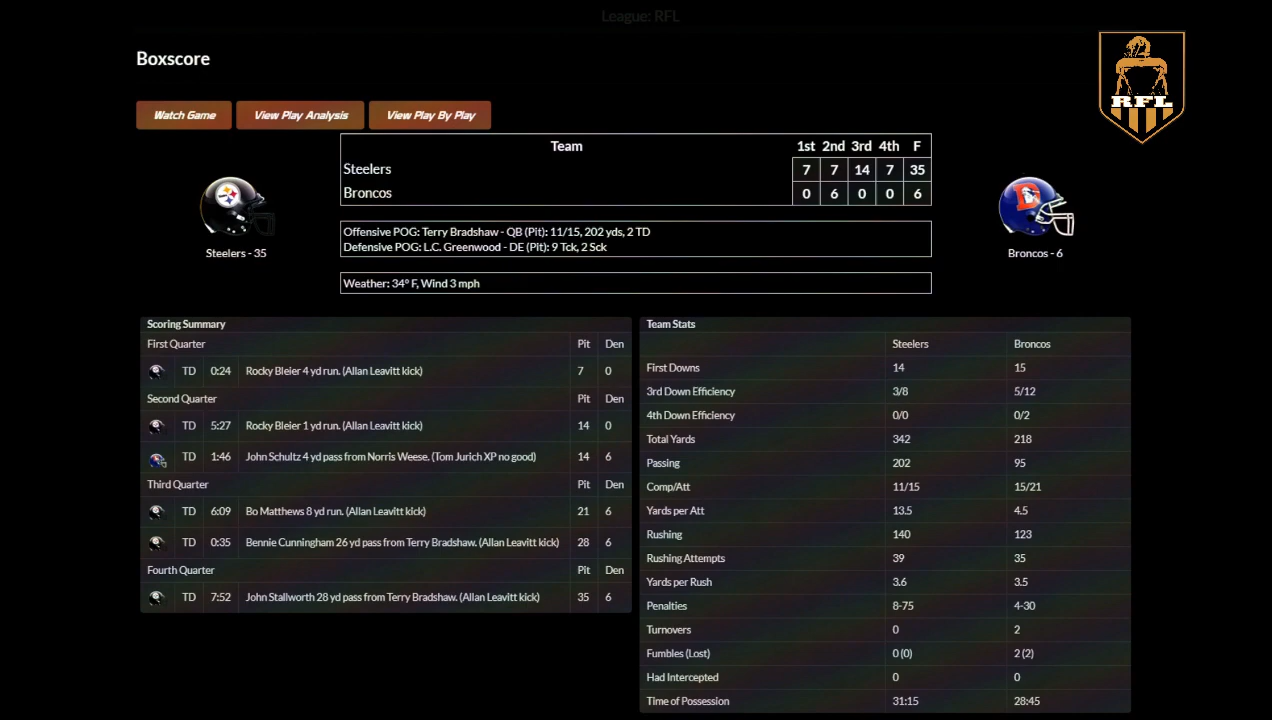 League: RFL
Boxscore
RFL
Watch Game View Play Analysis View Play By Play
Team 1st 2nd 3rd 4th F
Steelers 7 7 14 7 35
Broncos 0 6 0 0 6
Steelers - 35
Broncos - 6
Offensive POG: Terry Bradshaw - QB (Pit): 11/15, 202 yds, 2 TD
Defensive POG: L.C. Greenwood - DE (Pit): 9 Tck, 2 Sck
Weather: 34° F, Wind 3 mph
Scoring Summary
First Quarter Pit Den
TD 0:24 Rocky Bleier 4 yd run. (Allan Leavitt kick) 7 0
Second Quarter Pit Den
TD 5:27 Rocky Bleier 1 yd run. (Allan Leavitt kick) 14 0
TD 1:46 John Schultz 4 yd pass from Norris Weese. (Tom Jurich XP no good) 14 6
Third Quarter Pit Den
TD 6:09 Bo Matthews 8 yd run. (Allan Leavitt kick) 21 6
TD 0:35 Bennie Cunningham 26 yd pass from Terry Bradshaw. (Allan Leavitt kick) 28 6
Fourth Quarter Pit Den
TD 7:52 John Stallworth 28 yd pass from Terry Bradshaw. (Allan Leavitt kick) 35 6
Team Stats
Steelers Broncos
First Downs 14 15
3rd Down Efficiency 3/8 5/12
4th Down Efficiency 0/0 0/2
Total Yards 342 218
Passing 202 95
Comp/Att 11/15 15/21
Yards per Att 13.5 4.5
Rushing 140 123
Rushing Attempts 39 35
Yards per Rush 3.6 3.5
Penalties 8-75 4-30
Turnovers 0 2
Fumbles (Lost) 0 (0) 2 (2)
Had Intercepted 0 0
Time of Possession 31:15 28:45